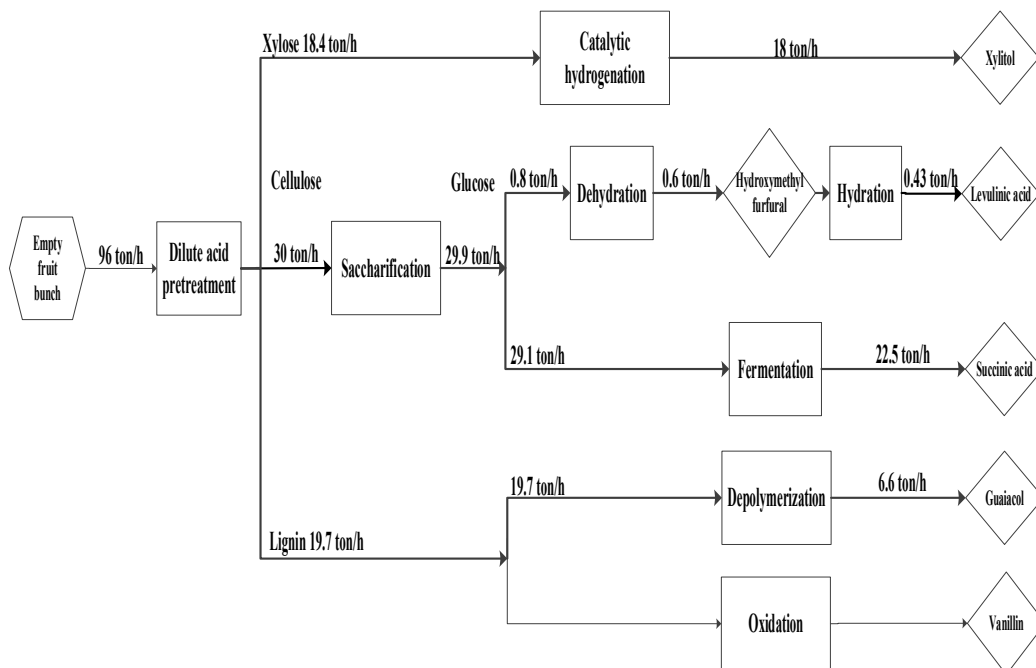 Xylose 18.4 ton/h
Catalytic
hydrogenation
18 ton/h
Xylitol
Cellulose
Glucose
0.8 ton/h
Dehydration
0.6 ton/h
Hydroxymethyl
furfural
Hydration
0.43 ton/h
Levulinic acid
Empty
fruit
bunch
96 ton/h
Dilute acid
pretreatment
30 ton/h
Saccharification
29.9 ton/h
29.1 ton/h
Fermentation
22.5 ton/h
Succinic acid
Lignin 19.7 ton/h
19.7 ton/h
Depolymerization
6.6 ton/h
Guaiacol
Oxidation
Vanillin